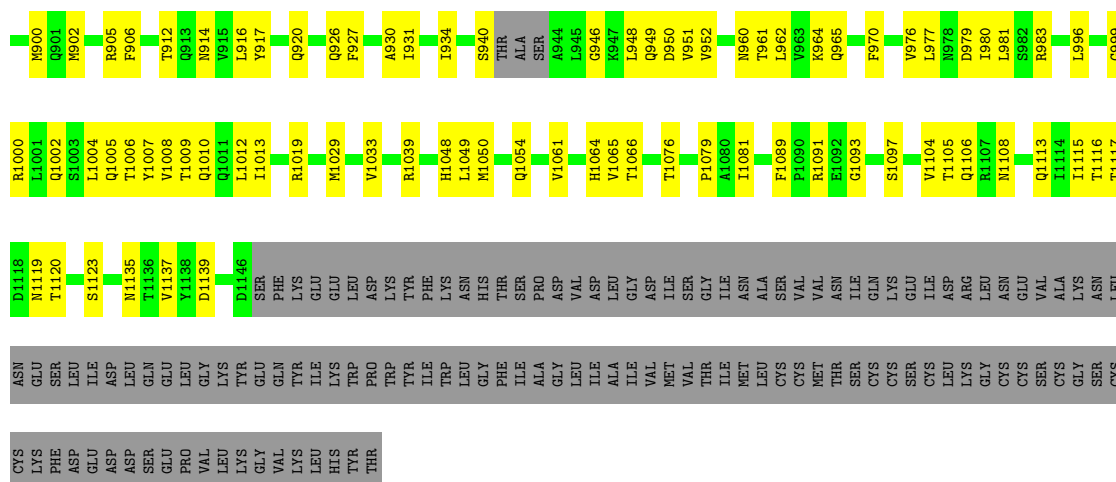 M900 Q901 M902 R905 F906 T912 Q913 N914 V915 L916 Y917 Q920 Q926 F927 A930 I931 I934 S940 THR ALA SER A944 L945 G946 K947 L948 Q949 D950 V951 V952 N960 T961 L962 V963 K964 Q965 F970 V976 L977 N978 D979 I980 L981 S982 R983 L996 G999
R1000 L1001 Q1002 S1003 L1004 Q1005 T1006 Y1007 V1008 T1009 Q1010 Q1011 L1012 I1013 R1019 M1029 V1033 R1039 H1048 L1049 M1050 Q1054 V1061 H1064 V1065 T1066 T1076 P1079 A1080 I1081 F1089 P1090 R1091 E1092 G1093 S1097 V1104 T1105 Q1106 R1107 N1108 Q1113 I1114 I1115 T1116 T1117
D1118 N1119 T1120 S1123 N1135 T1136 V1137 Y1138 D1139 D1146 SER PHE LYS GLU GLU LEU ASP LYS TYR PHE LYS ASN HIS THR SER PRO ASP VAL ASP LEU GLY ASP ILE SER GLY ILE ASN ALA SER VAL VAL ASN ILE GLN LYS GLU ILE ASP ARG LEU ASN GLU VAL ALA LYS ASN LEU
ASN GLU SER LEU ILE ASP LEU GLN GLU LEU GLY LYS TYR GLU GLN TYR ILE LYS TRP PRO TRP TYR ILE TRP LEU GLY PHE ILE ALA GLY LEU ILE ALA ILE VAL MET VAL THR ILE MET LEU CYS CYS MET THR SER CYS CYS SER CYS LEU LYS GLY CYS CYS SER CYS GLY SER CYS
CYS LYS PHE ASP GLU ASP ASP SER GLU PRO VAL LEU LYS GLY VAL LYS LEU HIS TYR THR